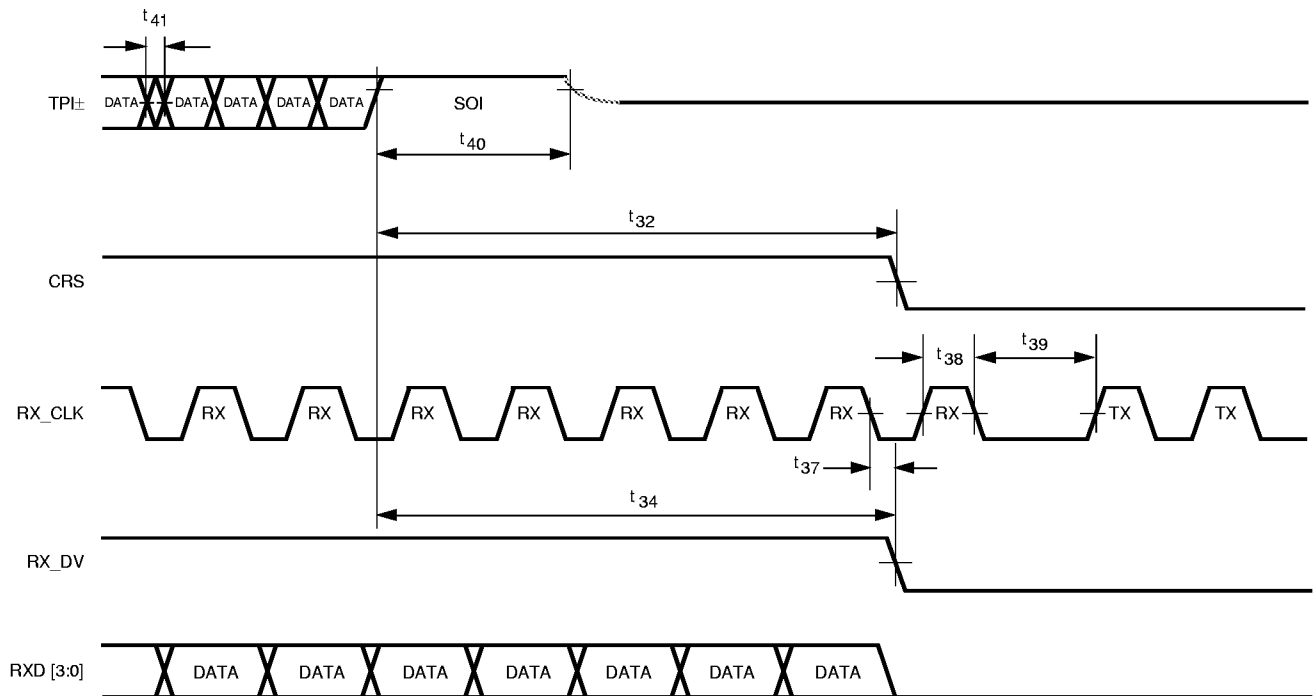 t41
TPI± DATA DATA DATA DATA DATA SOI
t40
t32
CRS
t38 t39
RX_CLK RX RX RX RX RX RX RX RX TX TX
t37
t34
RX_DV
RXD [3:0] DATA DATA DATA DATA DATA DATA DATA